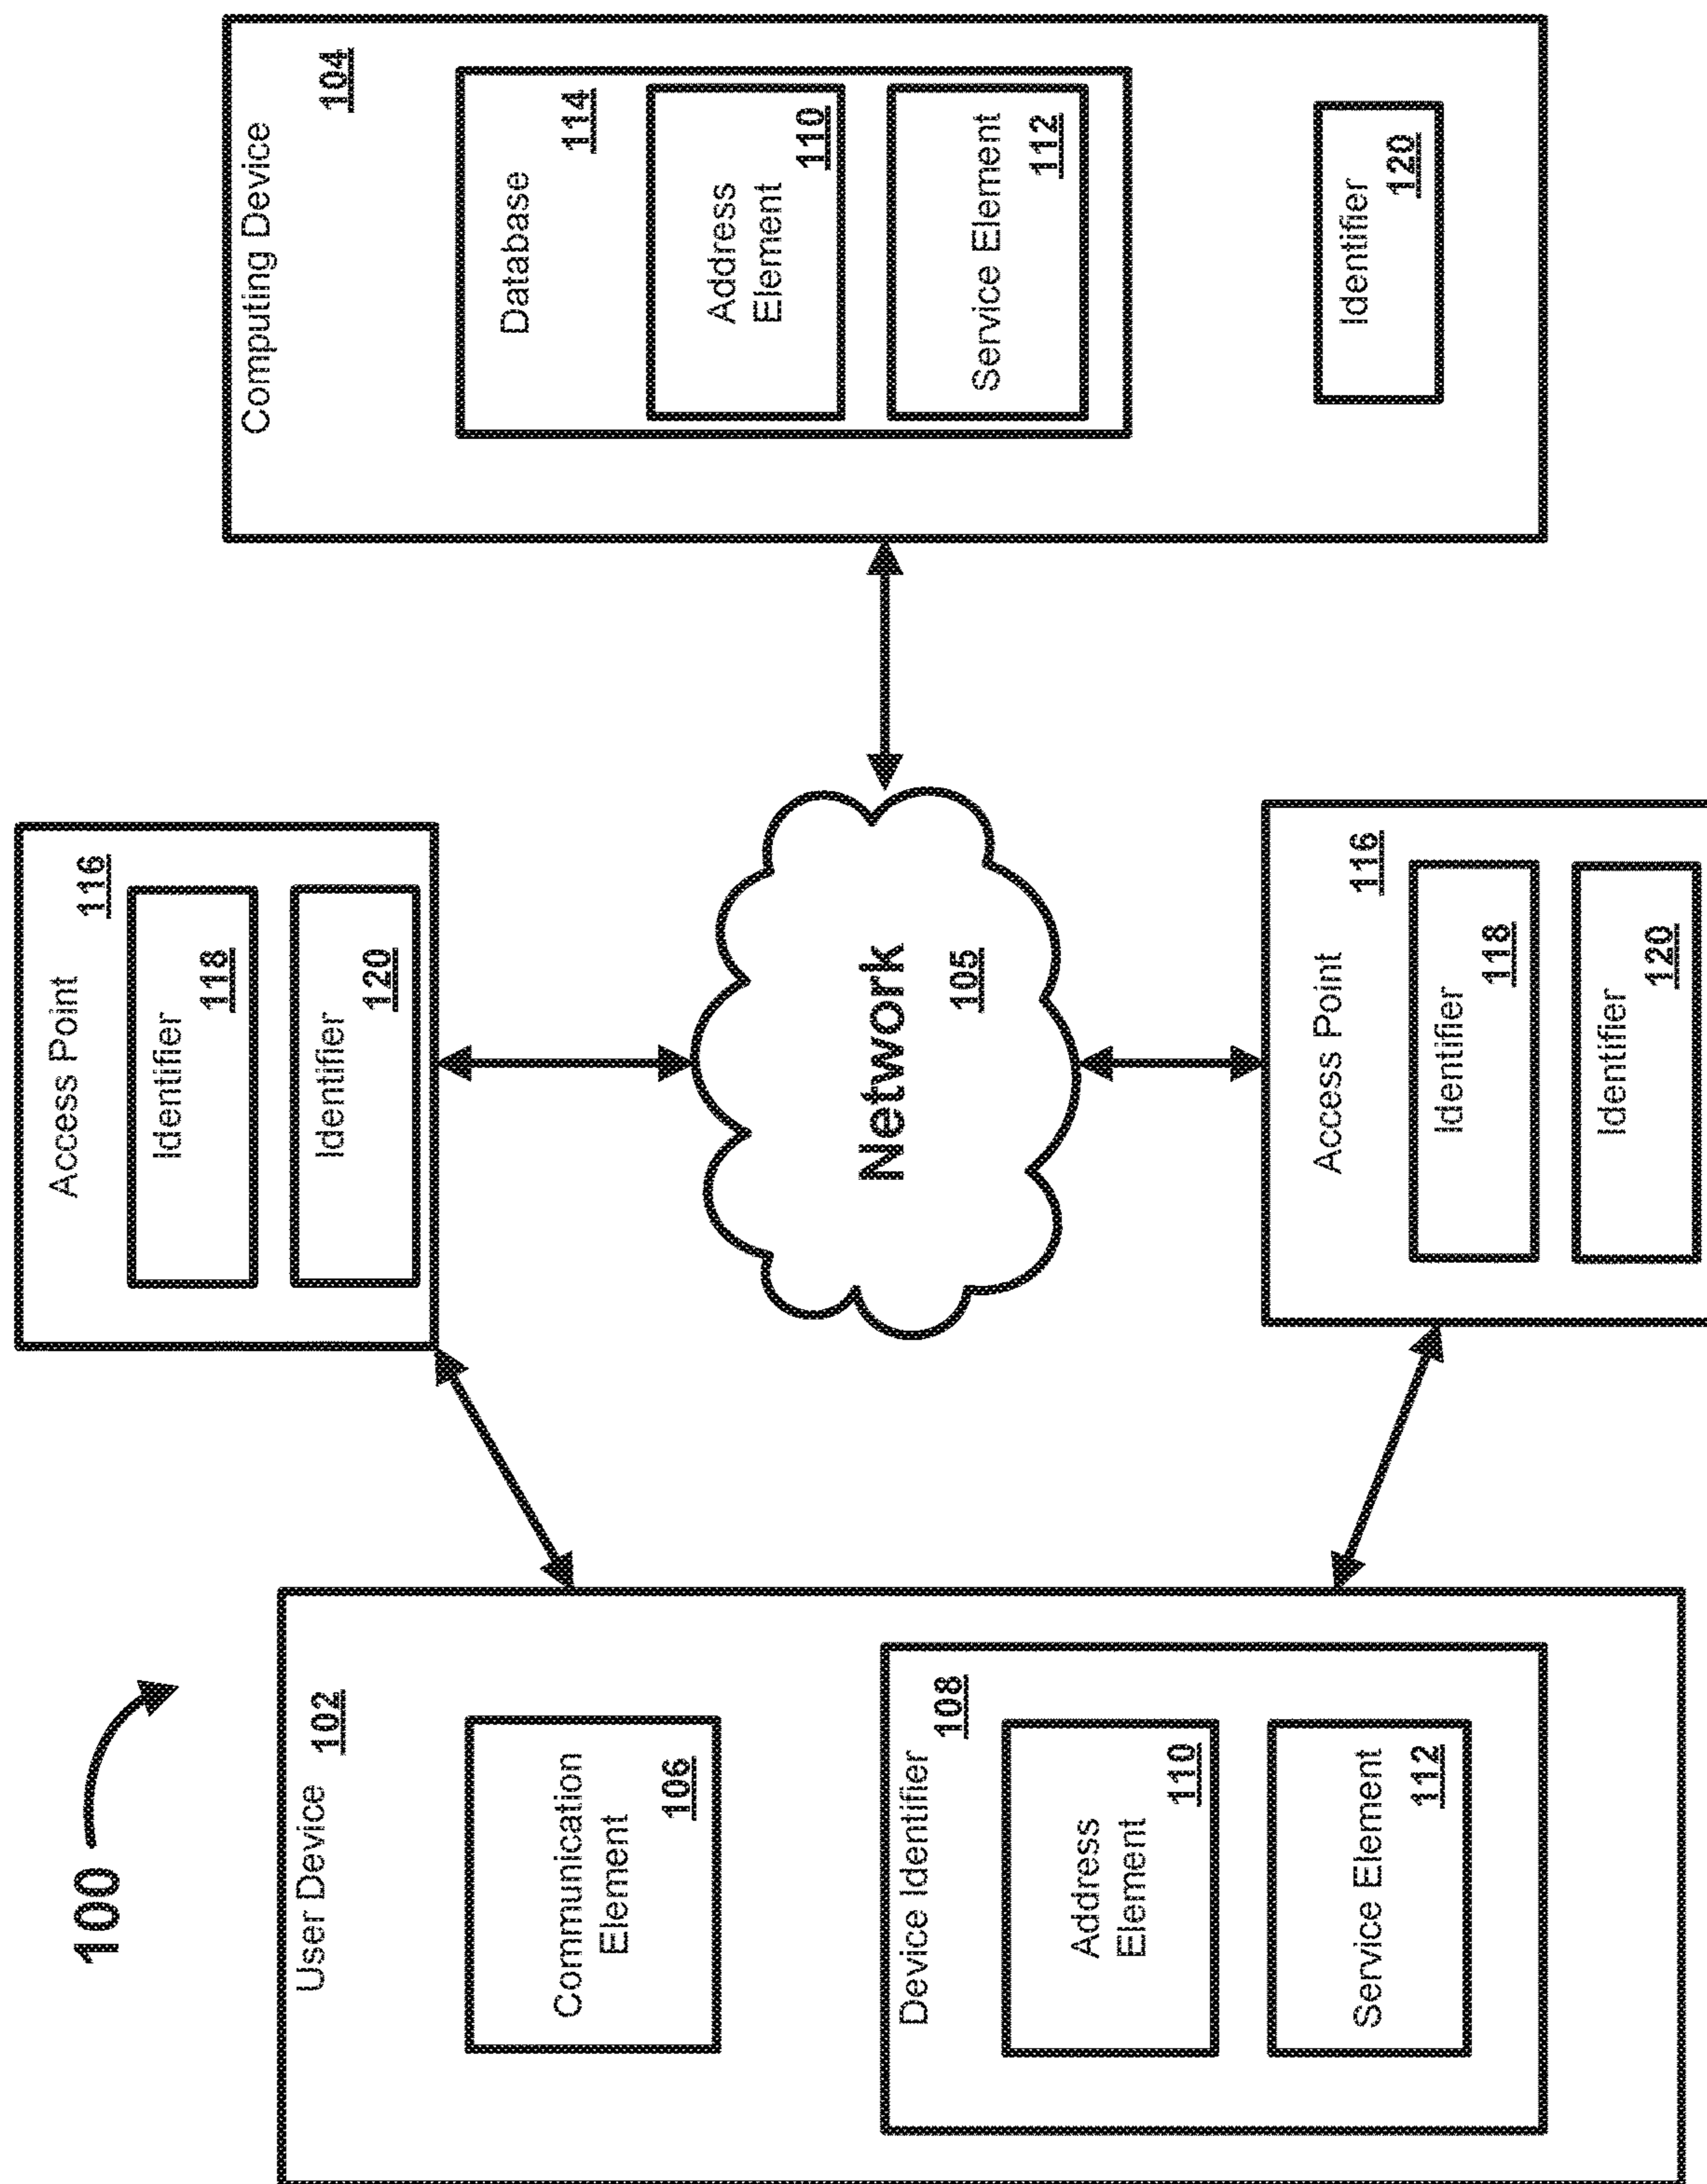 100
User Device
102
Communication
Element
106
Device Identifier
108
Address
Element
110
Service Element
112
Access Point
116
Identifier
118
Identifier
120
Network
105
Access Point
116
Identifier
118
Identifier
120
Computing Device
104
Database
114
Address
Element
110
Service Element
112
Identifier
120